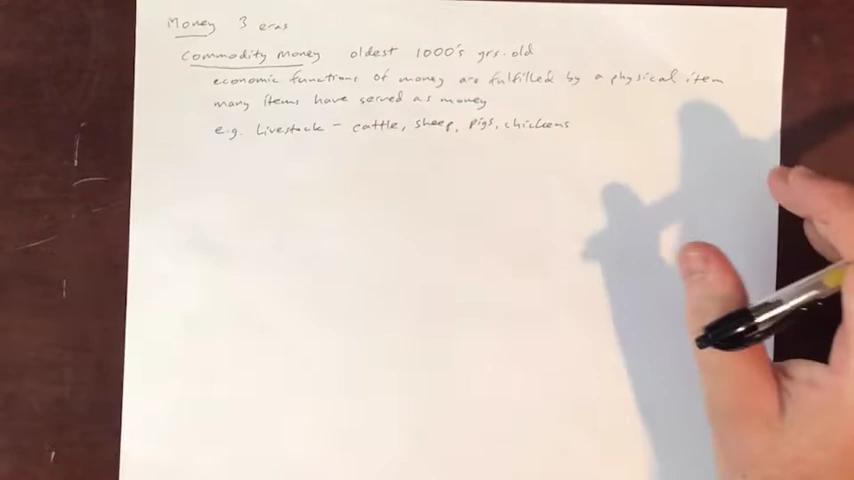 Money 3 eras
Commodity money oldest 1000's yrs. old
economic functions of money are fulfilled by a physical item
many items have served as money
e.g. Livestock - cattle, sheep, pigs, chickens